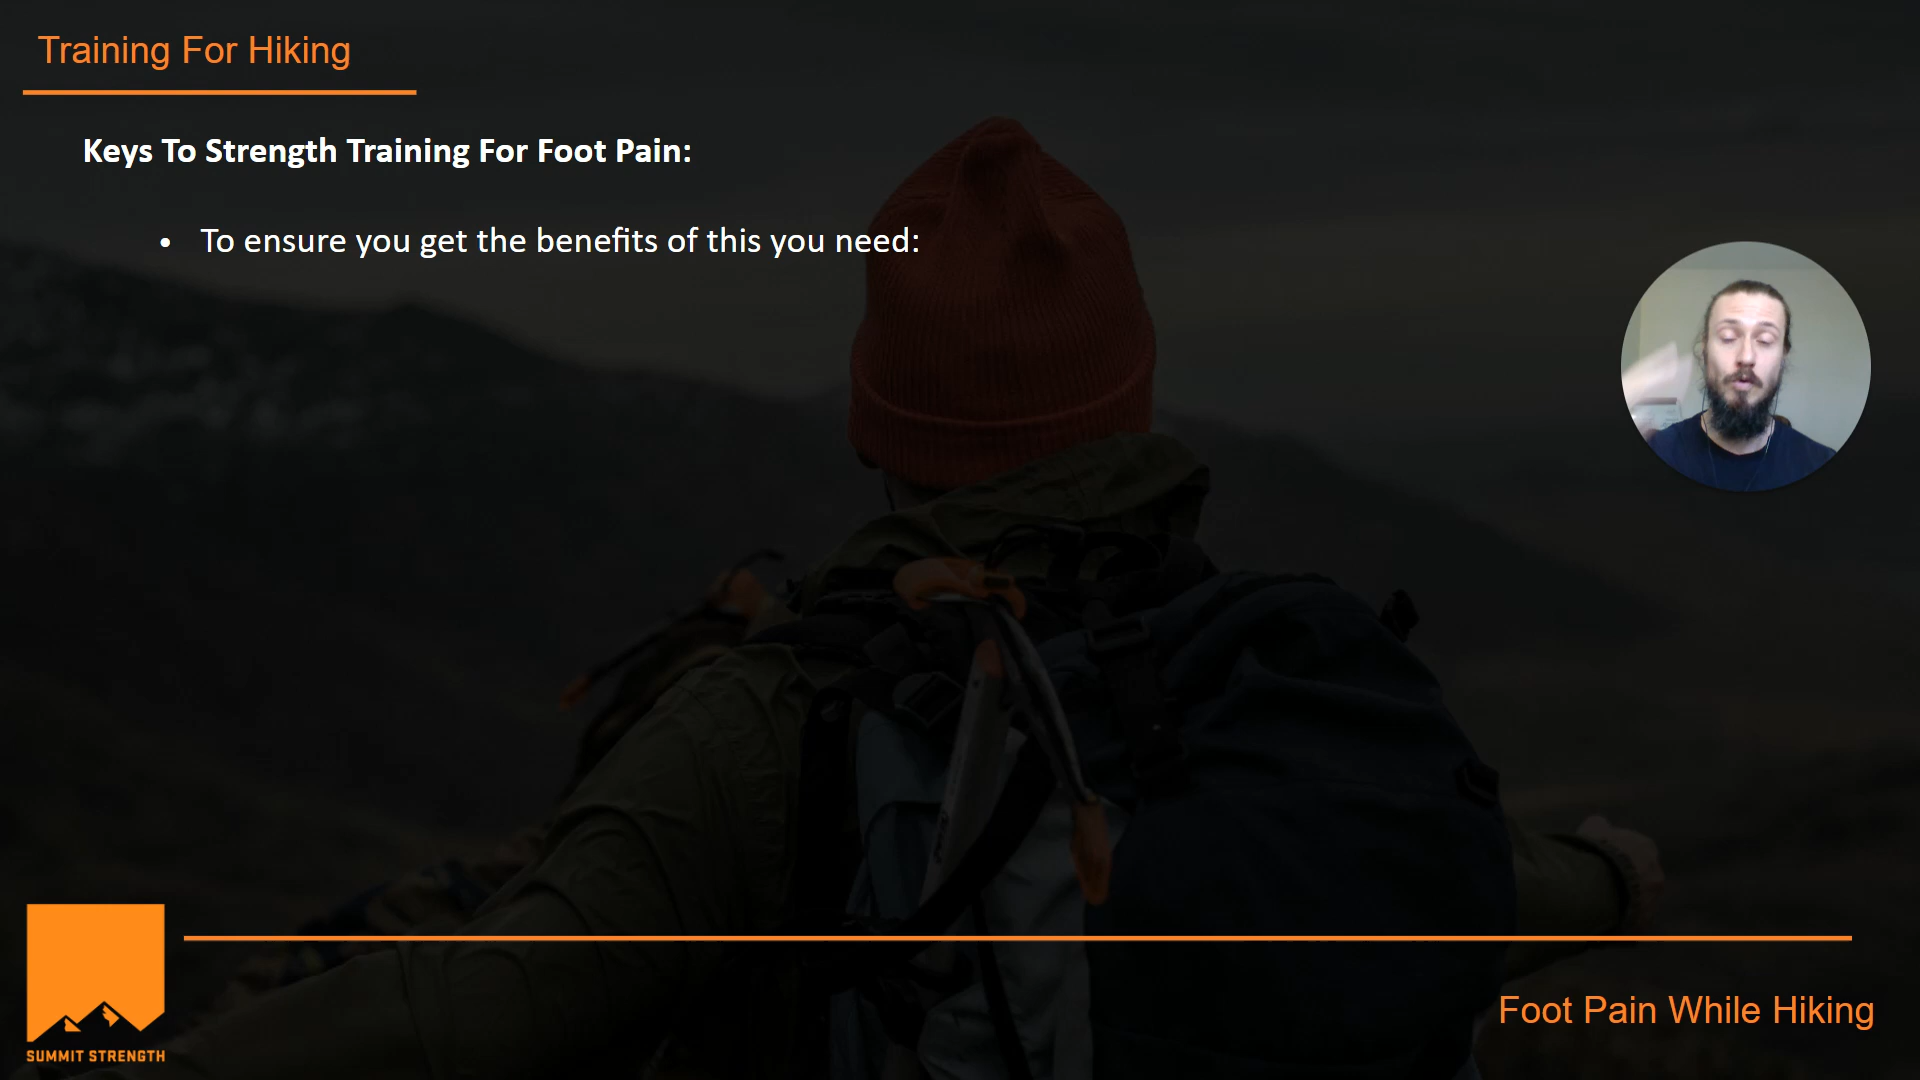 Training For Hiking
Keys To Strength Training For Foot Pain:
• To ensure you get the benefits of this you need:
SUMMIT STRENGTH
Foot Pain While Hiking